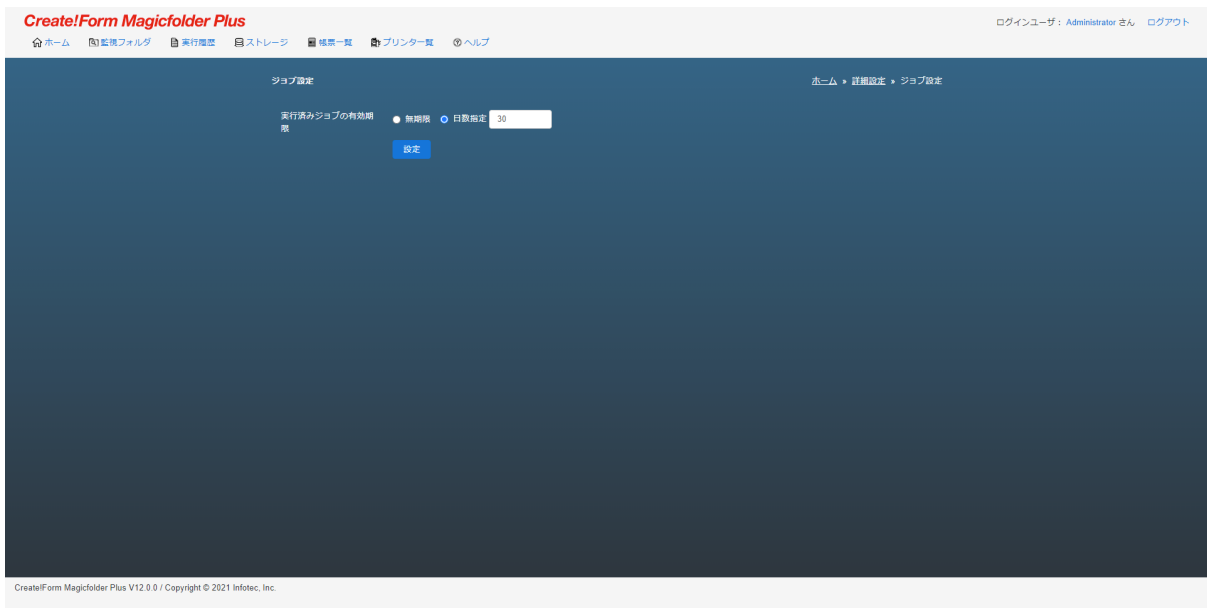 Create!Form Magicfolder Plus
ログインユーザ： Administrator さん ログアウト
ホーム 監視フォルダ 実行履歴 ストレージ 帳票一覧 プリンター覧 ヘルプ
ジョブ設定
ホーム » 詳細設定 » ジョブ設定
実行済みジョブの有効期
限
無期限 日数指定 30
設定
Create!Form Magicfolder Plus V12.0.0 / Copyright © 2021 Infotec, Inc.